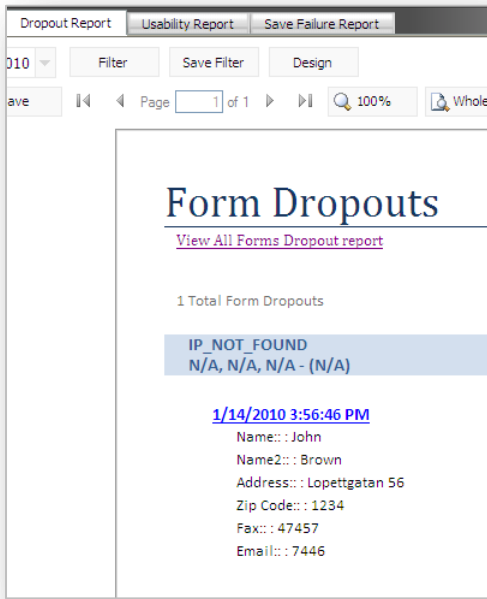 Dropout Report Usability Report Save Failure Report
010 Filter Save Filter Design
ave Page 1 of 1 100% Whole
Form Dropouts
View All Forms Dropout report
1 Total Form Dropouts
IP_NOT_FOUND
N/A, N/A, N/A - (N/A)
1/14/2010 3:56:46 PM
Name:: : John
Name2:: : Brown
Address:: : Lopettgatan 56
Zip Code:: : 1234
Fax:: : 47457
Email:: : 7446